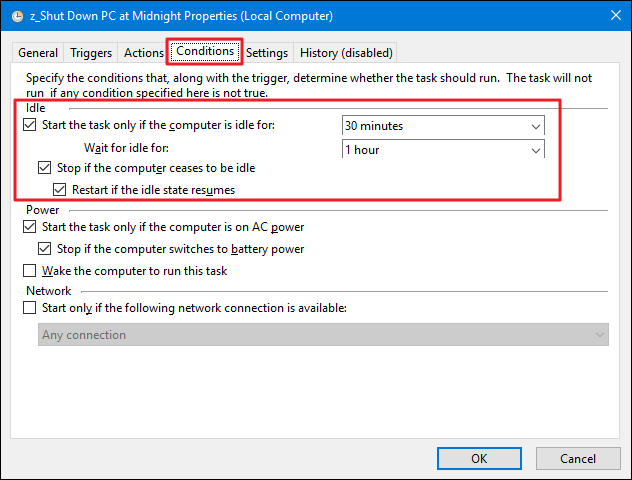 z_Shut Down PC at Midnight Properties (Local Computer)
General Triggers Actions Conditions Settings History (disabled)
Specify the conditions that, along with the trigger, determine whether the task should run. The task will not
run if any condition specified here is not true.
Idle
Start the task only if the computer is idle for: 30 minutes
Wait for idle for: 1 hour
Stop if the computer ceases to be idle
Restart if the idle state resumes
Power
Start the task only if the computer is on AC power
Stop if the computer switches to battery power
Wake the computer to run this task
Network
Start only if the following network connection is available:
Any connection
OK Cancel